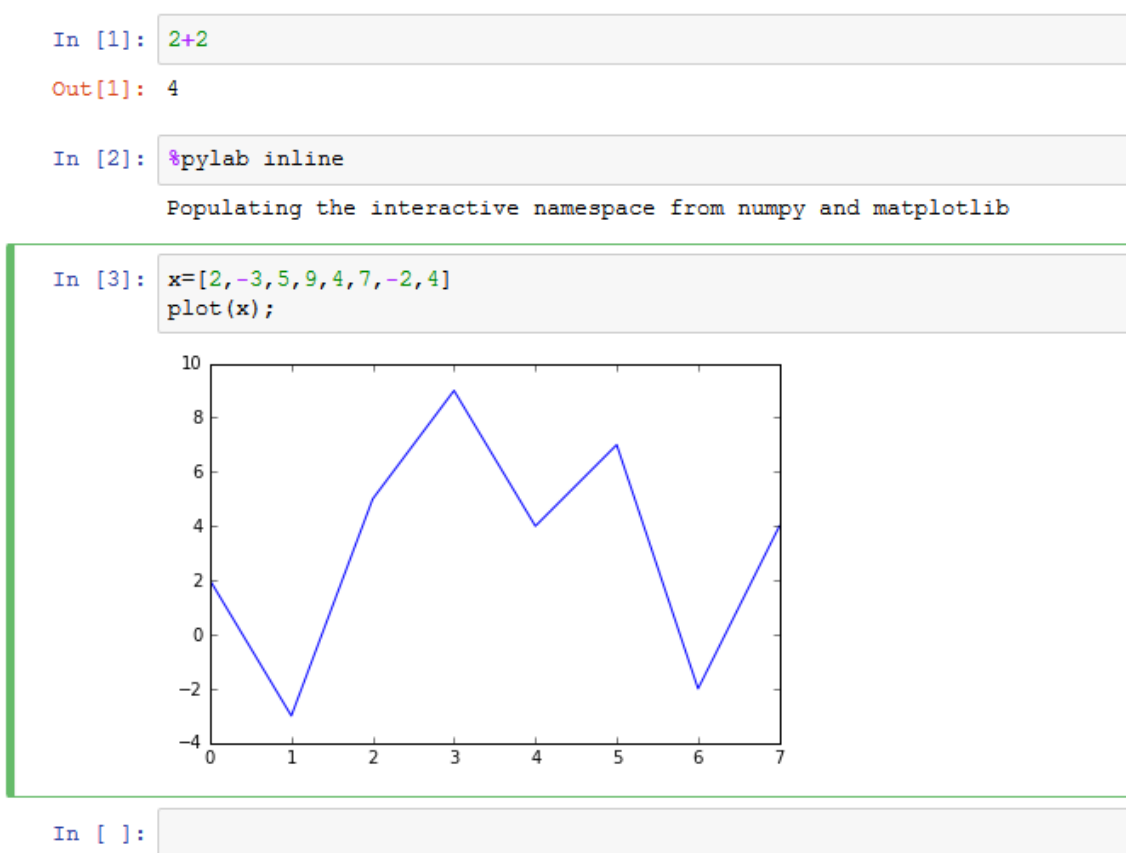 In [1]: 2+2
Out[1]: 4
In [2]: %pylab inline
Populating the interactive namespace from numpy and matplotlib
In [3]: x=[2,-3,5,9,4,7,-2,4]
plot(x);
10
8
6
4
2
0
−2
−4
0 1 2 3 4 5 6 7
In [ ]: